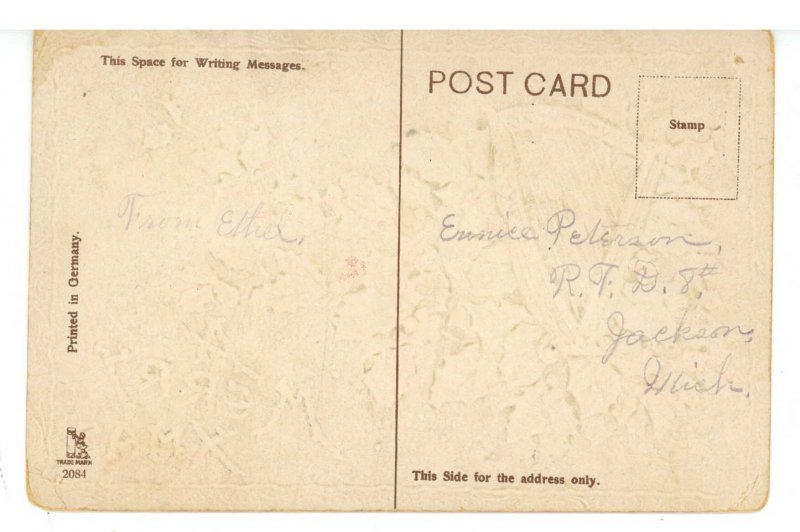 This Space for Writing Messages.
POST CARD
Stamp
From Ethel.
Eunice Peterson,
R.F.D. 8#
Jackson,
Mich.
Printed in Germany.
TRADE MARK
2084
This Side for the address only.